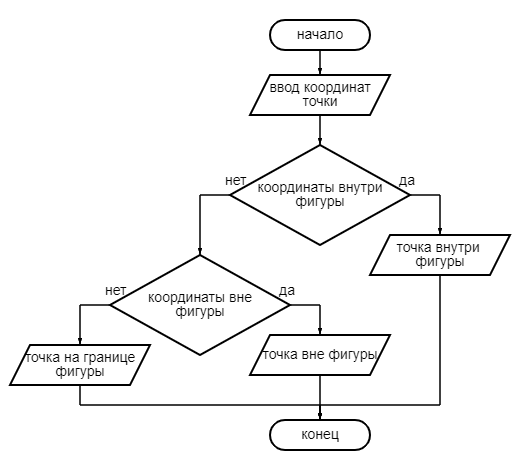 начало
ввод координат
точки
нет
да
координаты внутри
фигуры
точка внутри
фигуры
нет
да
координаты вне
фигуры
точка на границе
фигуры
точка вне фигуры
конец